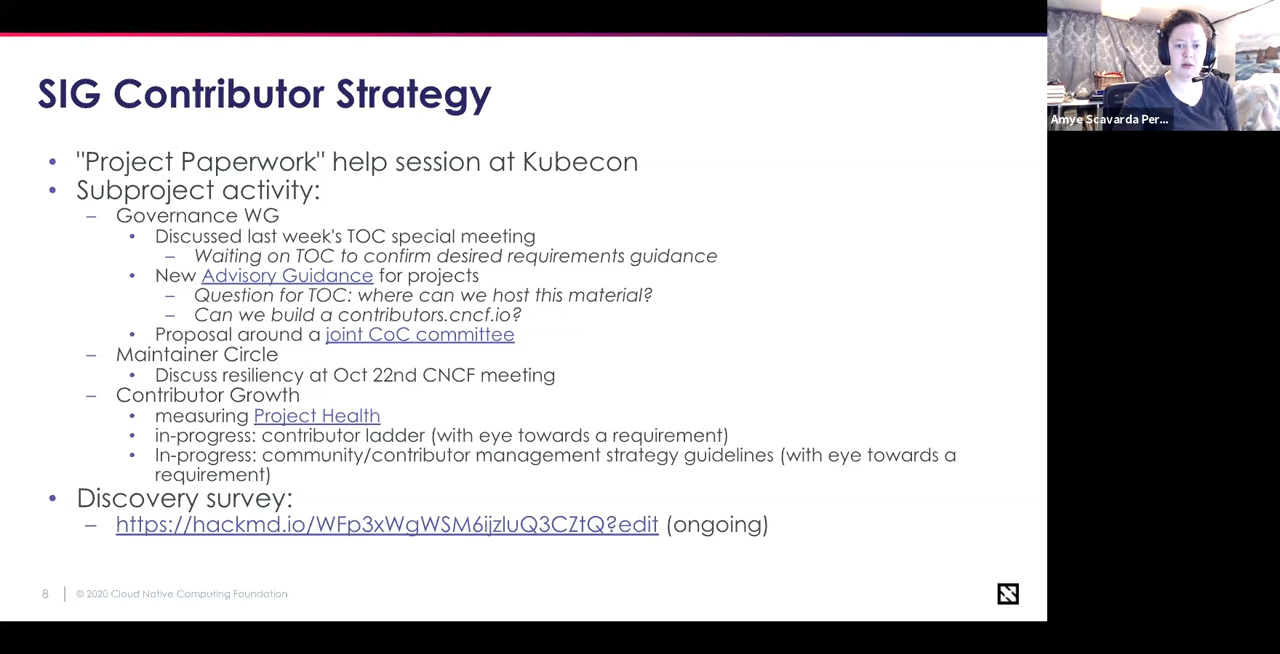 SIG Contributor Strategy
Amye Scavarda Per...
• "Project Paperwork" help session at Kubecon
• Subproject activity:
– Governance WG
• Discussed last week's TOC special meeting
– Waiting on TOC to confirm desired requirements guidance
• New Advisory Guidance for projects
– Question for TOC: where can we host this material?
– Can we build a contributors.cncf.io?
• Proposal around a joint CoC committee
– Maintainer Circle
• Discuss resiliency at Oct 22nd CNCF meeting
– Contributor Growth
• measuring Project Health
• in-progress: contributor ladder (with eye towards a requirement)
• In-progress: community/contributor management strategy guidelines (with eye towards a
requirement)
• Discovery survey:
– https://hackmd.io/WFp3xWgWSM6ijzluQ3CZtQ?edit (ongoing)
8 | © 2020 Cloud Native Computing Foundation